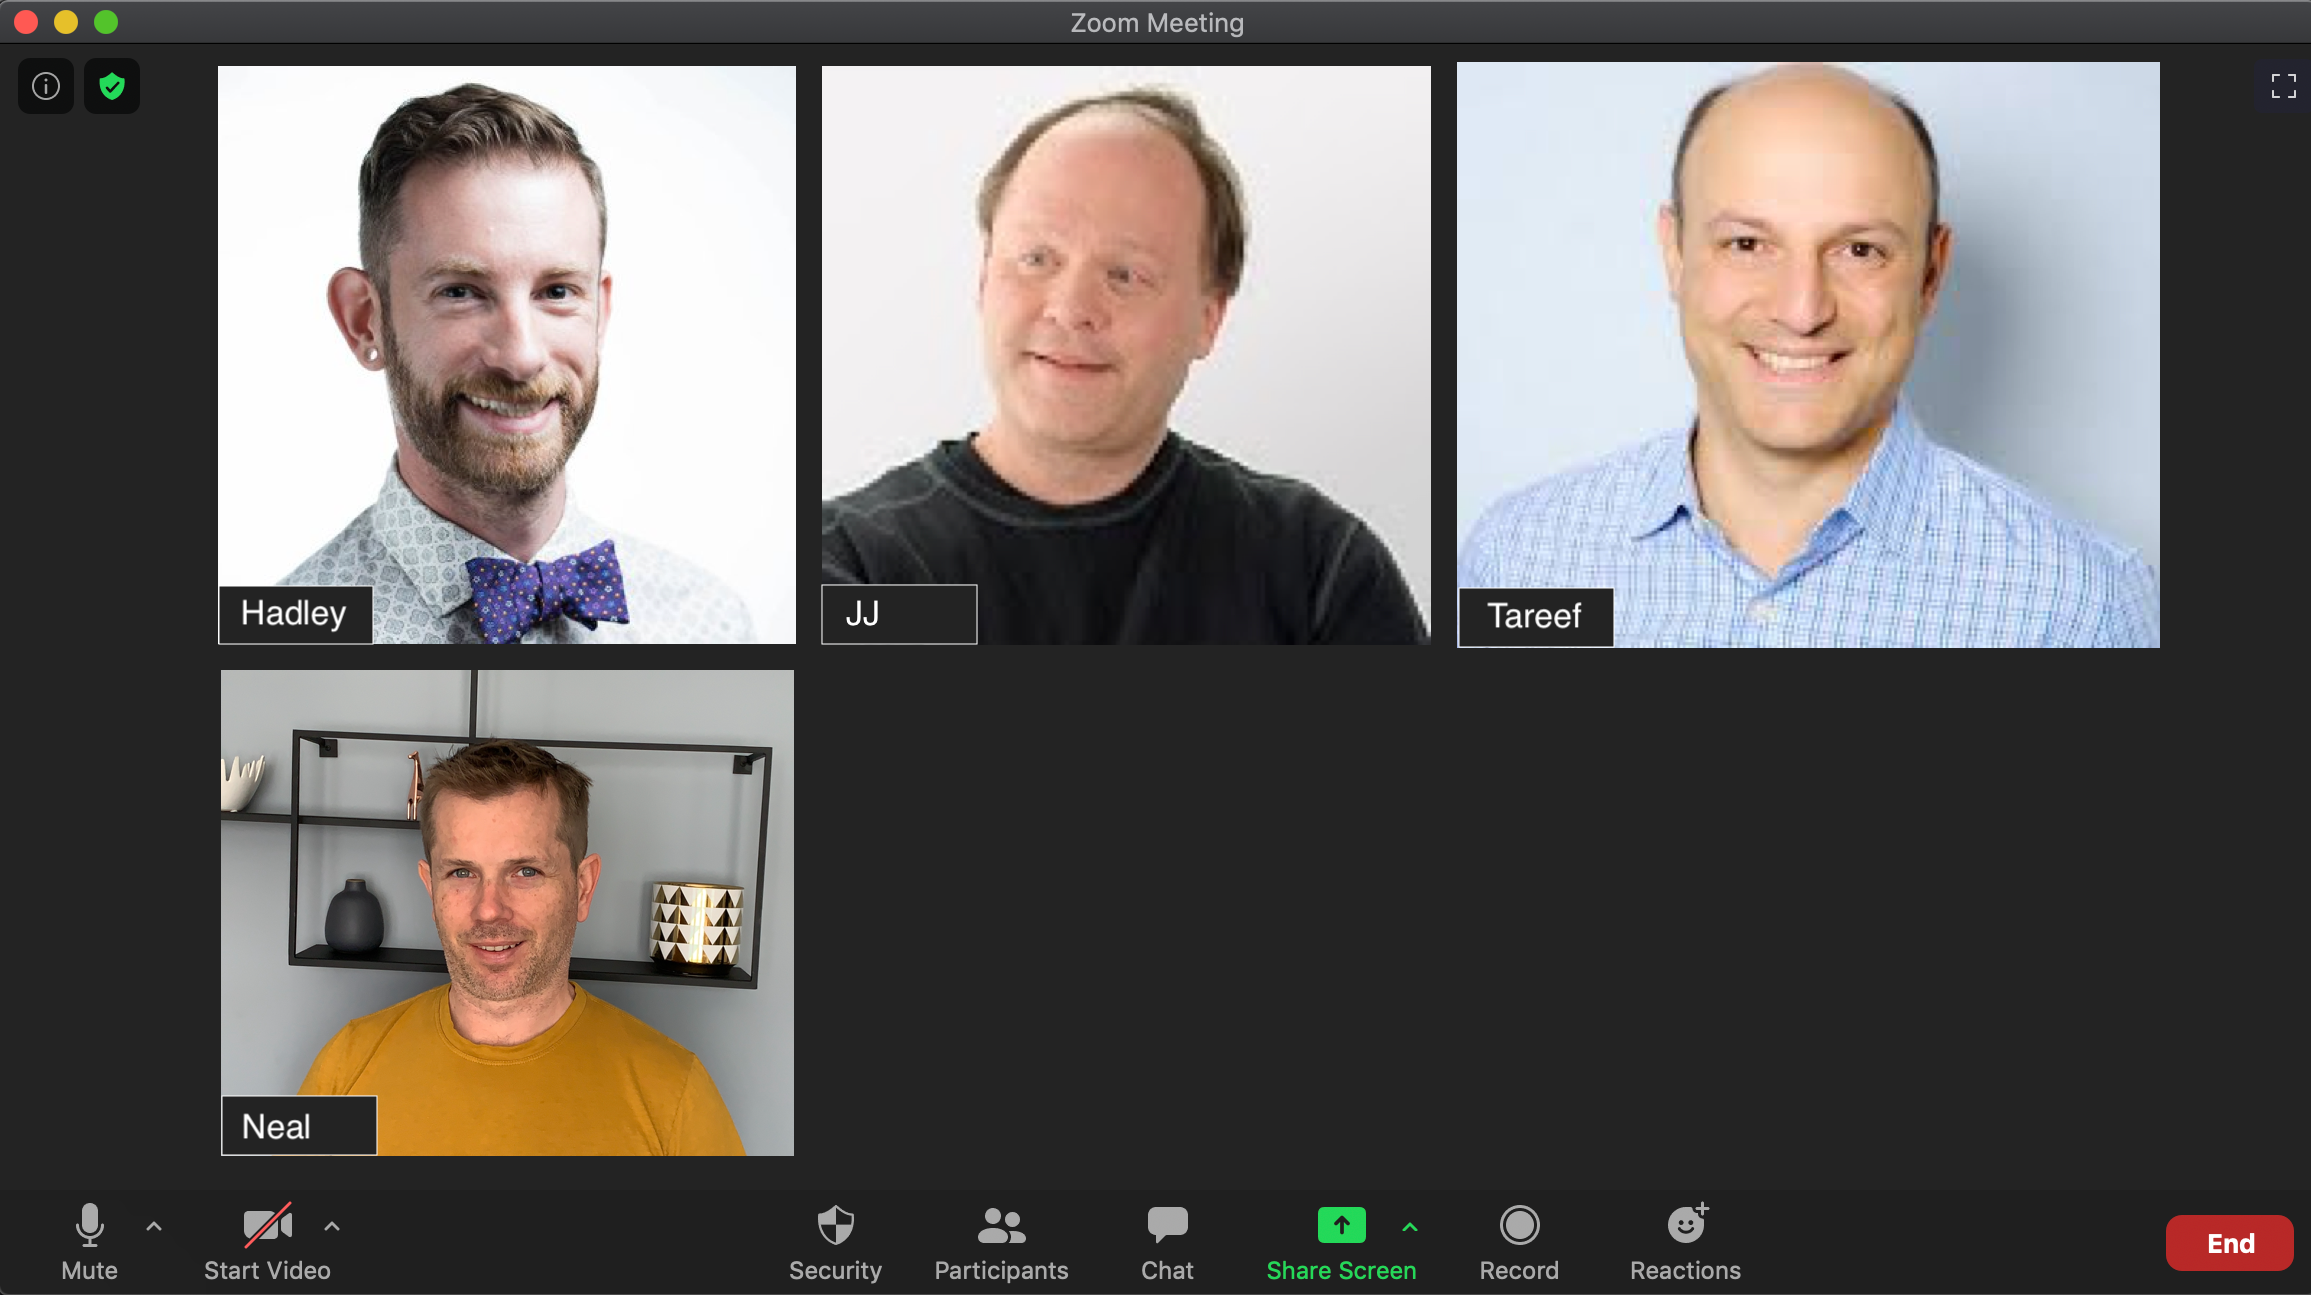 Zoom Meeting
Hadley
JJ
Tareef
Neal
Mute
Start Video
Security
Participants
Chat
Share Screen
Record
Reactions
End